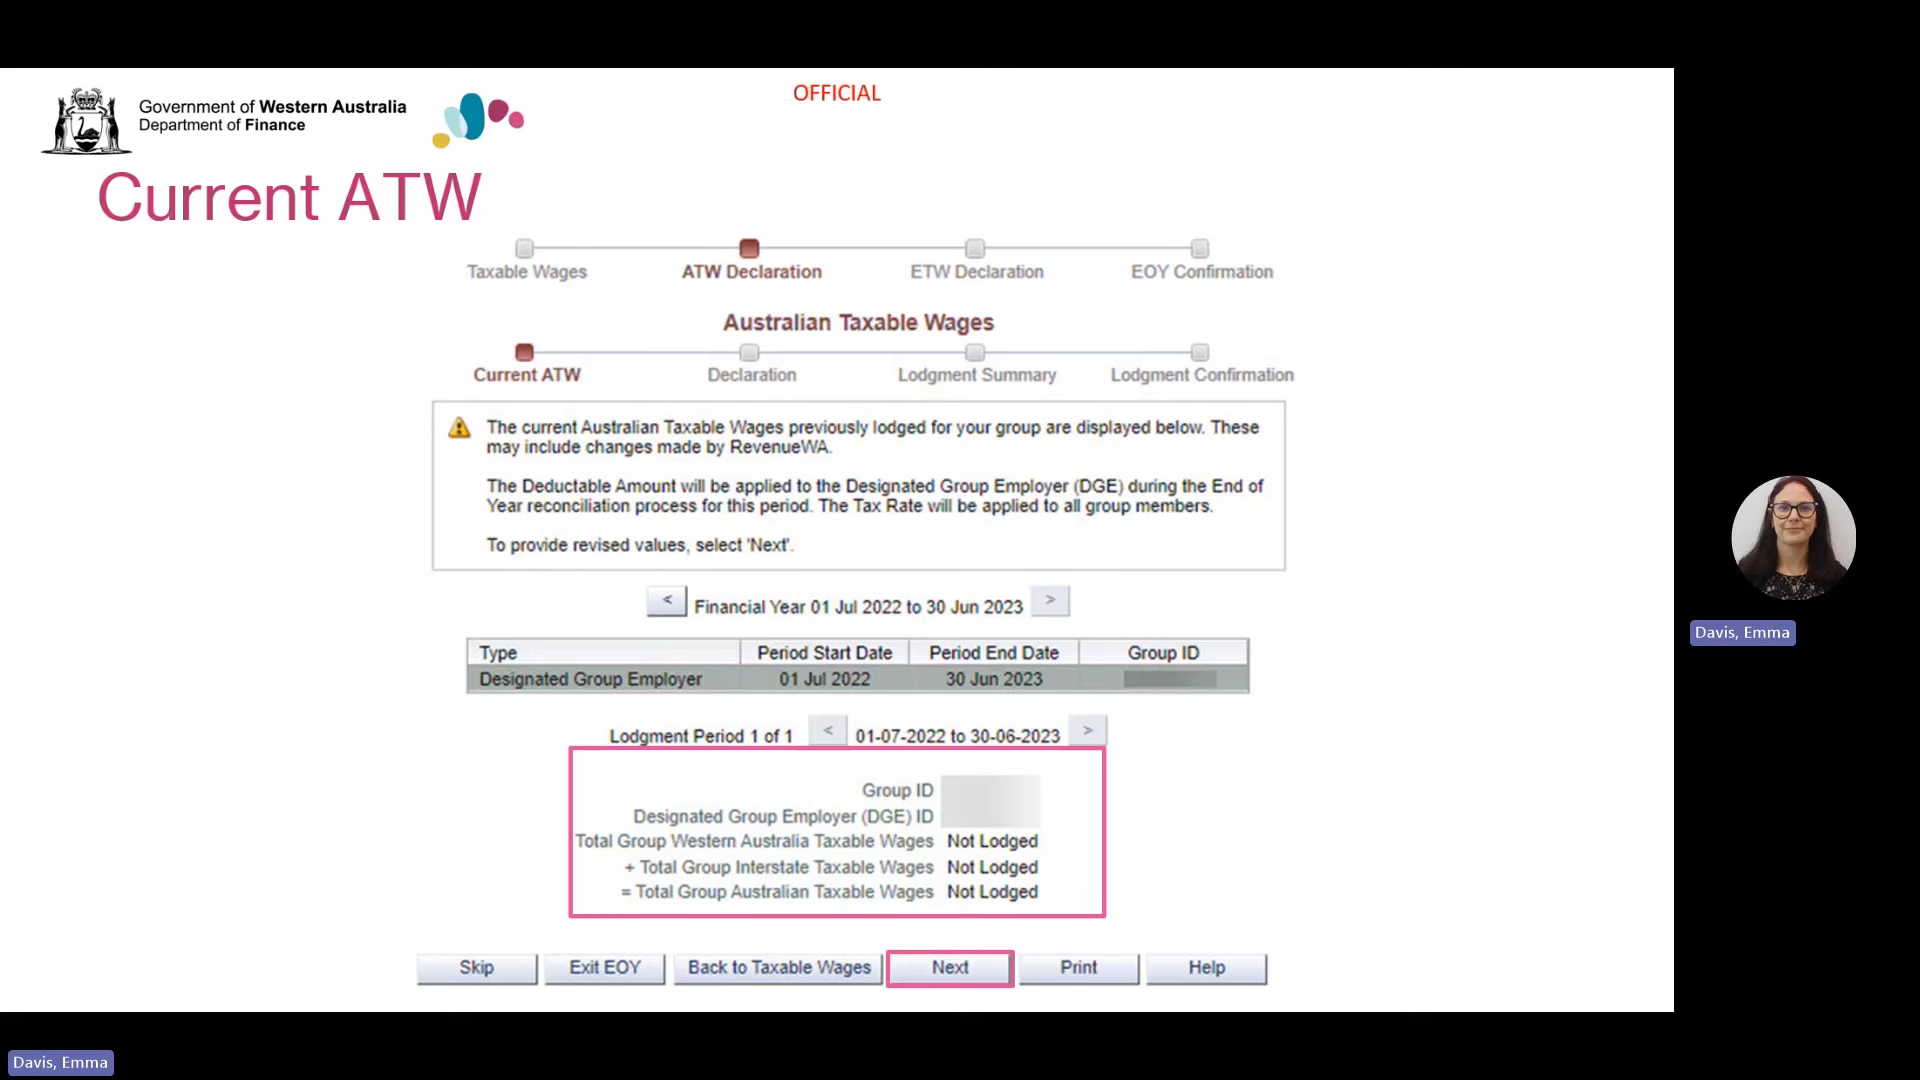 OFFICIAL
Government of Western Australia
Department of Finance
Current ATW
Taxable Wages
ATW Declaration
ETW Declaration
EOY Confirmation
Australian Taxable Wages
Current ATW
Declaration
Lodgment Summary
Lodgment Confirmation
The current Australian Taxable Wages previously lodged for your group are displayed below. These
may include changes made by RevenueWA.
The Deductable Amount will be applied to the Designated Group Employer (DGE) during the End of
Year reconciliation process for this period. The Tax Rate will be applied to all group members.
To provide revised values, select 'Next'.
< Financial Year 01 Jul 2022 to 30 Jun 2023 >
Type Period Start Date Period End Date Group ID
Designated Group Employer 01 Jul 2022 30 Jun 2023
Lodgment Period 1 of 1 < 01-07-2022 to 30-06-2023 >
Group ID
Designated Group Employer (DGE) ID
Total Group Western Australia Taxable Wages Not Lodged
+ Total Group Interstate Taxable Wages Not Lodged
= Total Group Australian Taxable Wages Not Lodged
Skip Exit EOY Back to Taxable Wages Next Print Help
Davis, Emma
Davis, Emma